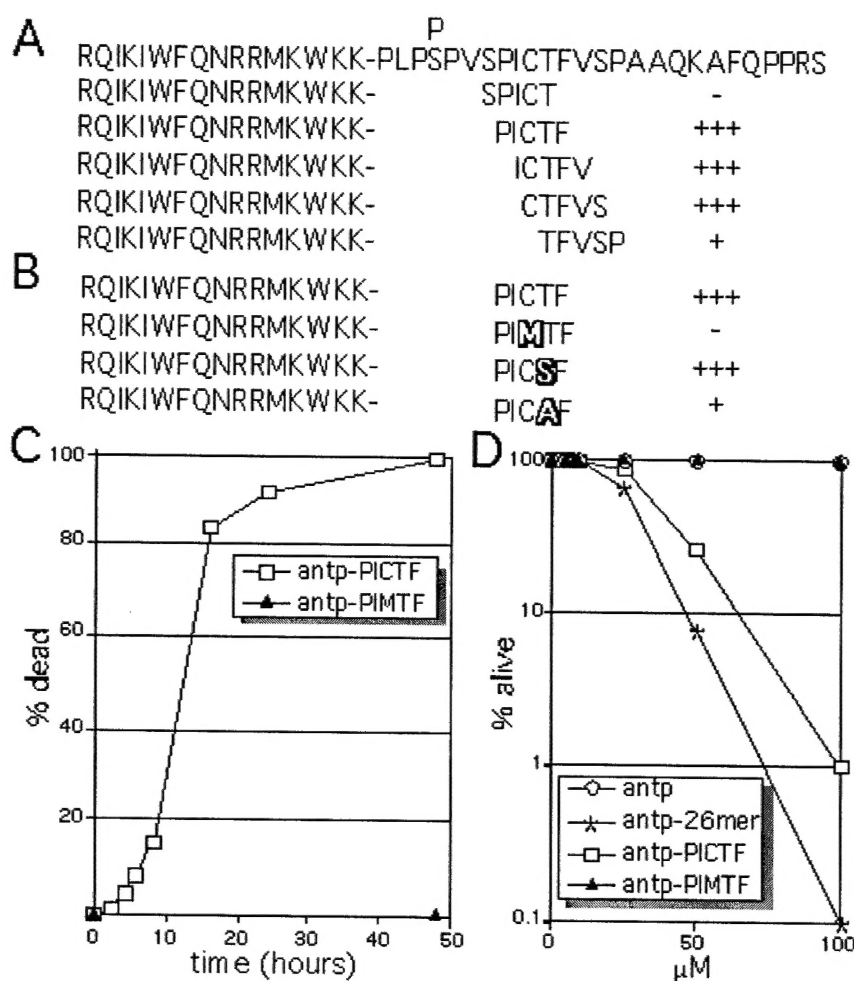 A
P
RQIKIWFQNRRMKWKK-PLPSPVSPICTFVSPAAQKAFQPPRS
RQIKIWFQNRRMKWKK- SPICT -
RQIKIWFQNRRMKWKK- PICTF +++
RQIKIWFQNRRMKWKK- ICTFV +++
RQIKIWFQNRRMKWKK- CTFVS +++
RQIKIWFQNRRMKWKK- TFVSP +
B
RQIKIWFQNRRMKWKK- PICTF +++
RQIKIWFQNRRMKWKK- PIMTF -
RQIKIWFQNRRMKWKK- PICSF +++
RQIKIWFQNRRMKWKK- PICAF +
C
100
80
60
40
20
% dead
antp-PICTF
antp-PIMTF
0 10 20 30 40 50
time (hours)
D
100
10
1
0.1
% alive
antp
antp-26mer
antp-PICTF
antp-PIMTF
0 50 100
µM